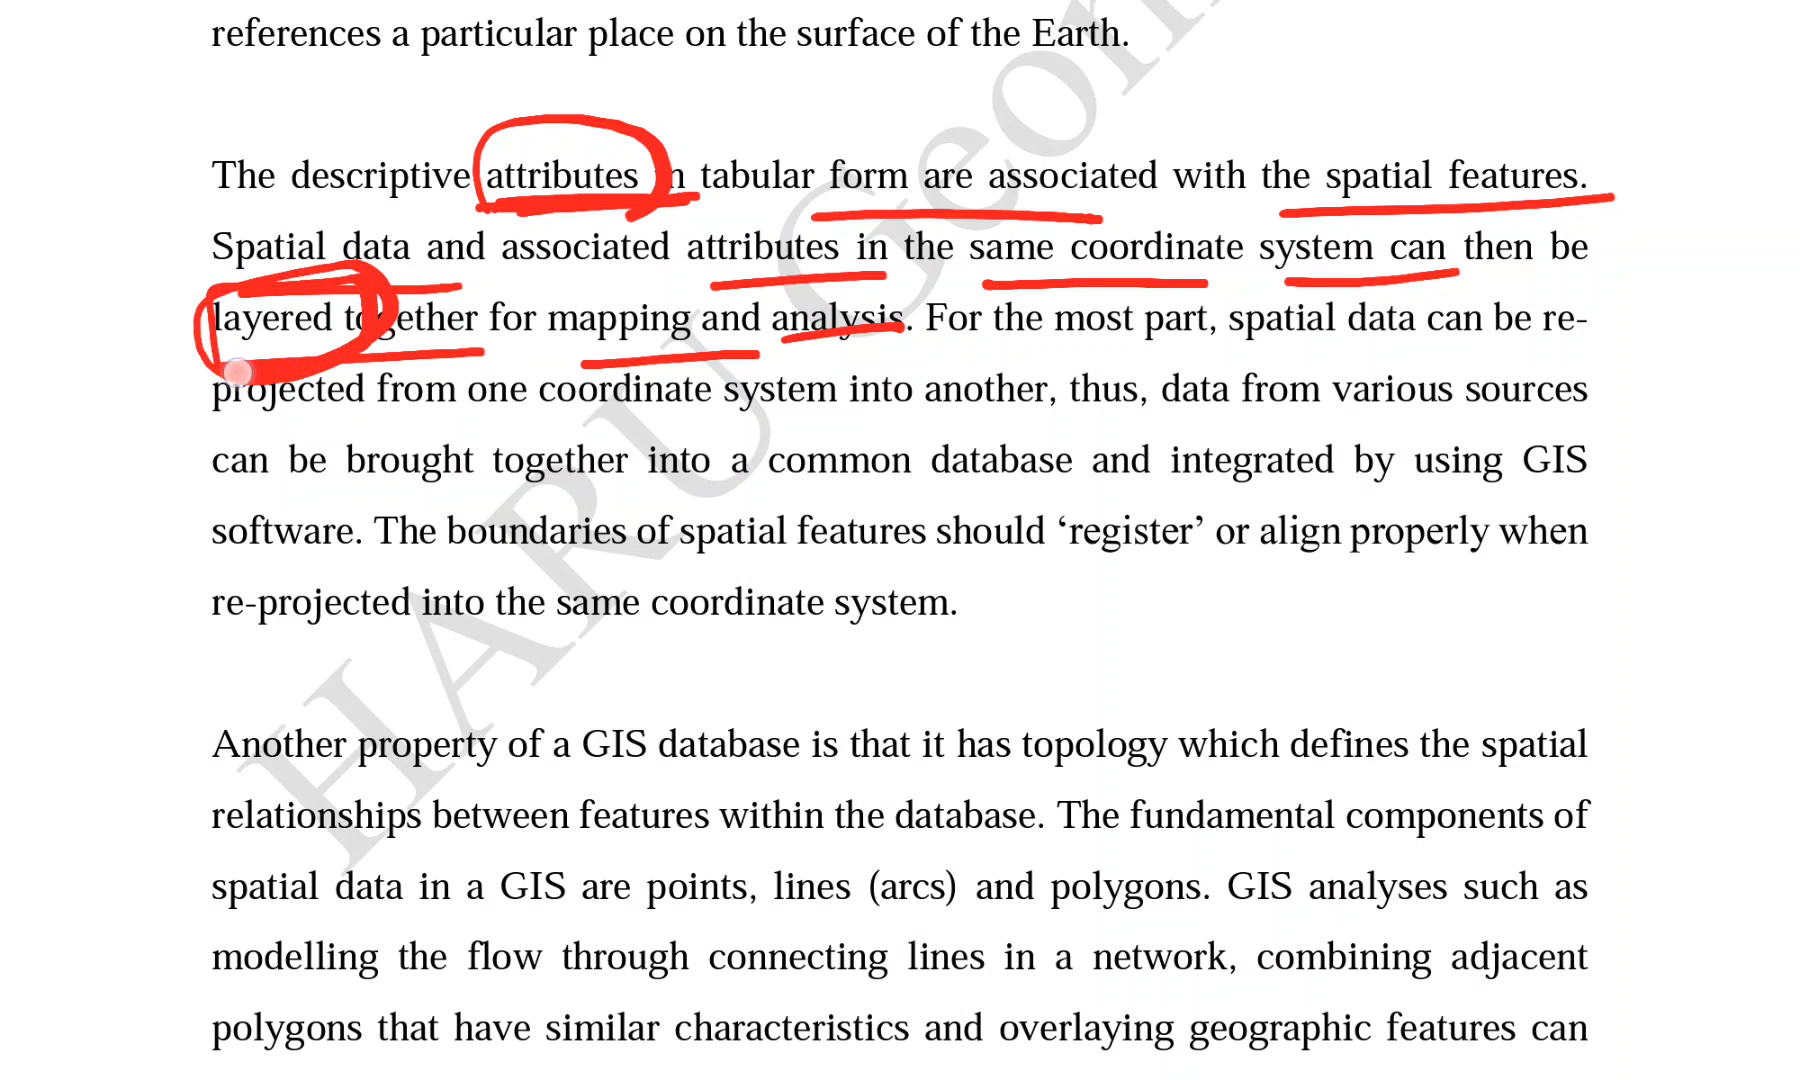 references a particular place on the surface of the Earth.
The descriptive attributes in tabular form are associated with the spatial features.
Spatial data and associated attributes in the same coordinate system can then be
layered together for mapping and analysis. For the most part, spatial data can be re-
projected from one coordinate system into another, thus, data from various sources
can be brought together into a common database and integrated by using GIS
software. The boundaries of spatial features should ‘register’ or align properly when
re-projected into the same coordinate system.
Another property of a GIS database is that it has topology which defines the spatial
relationships between features within the database. The fundamental components of
spatial data in a GIS are points, lines (arcs) and polygons. GIS analyses such as
modelling the flow through connecting lines in a network, combining adjacent
polygons that have similar characteristics and overlaying geographic features can
HARU Geom